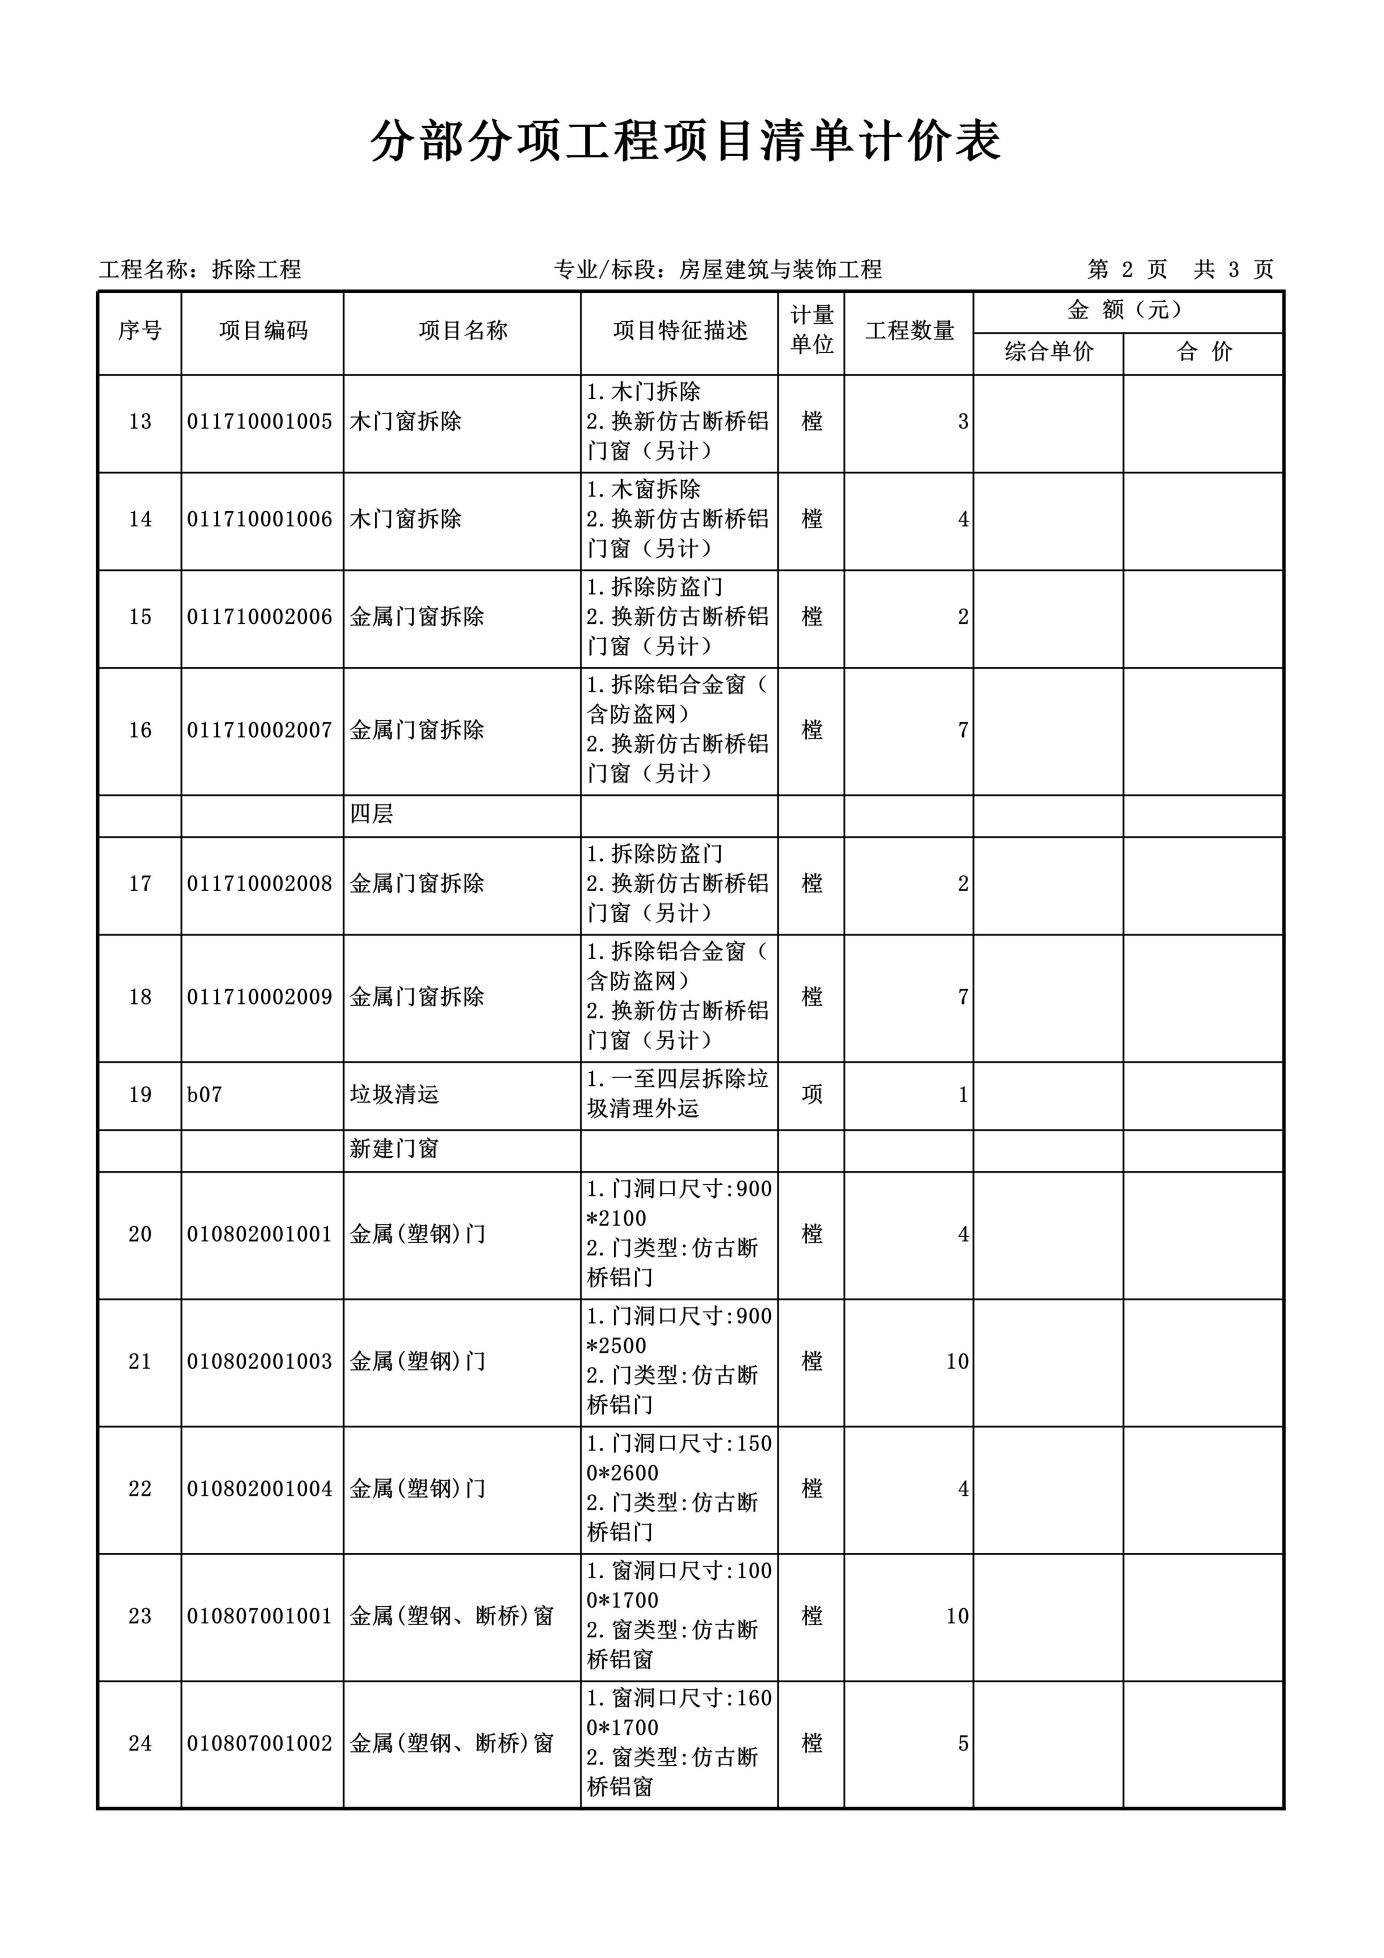 分部分项工程项目清单计价表
工程名称：拆除工程 专业/标段：房屋建筑与装饰工程 第 2 页 共 3 页
序号 项目编码 项目名称 项目特征描述 计量单位 工程数量 金 额（元）
综合单价 合 价
13 011710001005 木门窗拆除 1.木门拆除
2.换新仿古断桥铝
门窗（另计） 樘 3
14 011710001006 木门窗拆除 1.木窗拆除
2.换新仿古断桥铝
门窗（另计） 樘 4
15 011710002006 金属门窗拆除 1.拆除防盗门
2.换新仿古断桥铝
门窗（另计） 樘 2
16 011710002007 金属门窗拆除 1.拆除铝合金窗（
含防盗网）
2.换新仿古断桥铝
门窗（另计） 樘 7
四层
17 011710002008 金属门窗拆除 1.拆除防盗门
2.换新仿古断桥铝
门窗（另计） 樘 2
18 011710002009 金属门窗拆除 1.拆除铝合金窗（
含防盗网）
2.换新仿古断桥铝
门窗（另计） 樘 7
19 b07 垃圾清运 1.一至四层拆除垃
圾清理外运 项 1
新建门窗
20 010802001001 金属(塑钢)门 1.门洞口尺寸:900
*2100
2.门类型:仿古断
桥铝门 樘 4
21 010802001003 金属(塑钢)门 1.门洞口尺寸:900
*2500
2.门类型:仿古断
桥铝门 樘 10
22 010802001004 金属(塑钢)门 1.门洞口尺寸:150
0*2600
2.门类型:仿古断
桥铝门 樘 4
23 010807001001 金属(塑钢、断桥)窗 1.窗洞口尺寸:100
0*1700
2.窗类型:仿古断
桥铝窗 樘 10
24 010807001002 金属(塑钢、断桥)窗 1.窗洞口尺寸:160
0*1700
2.窗类型:仿古断
桥铝窗 樘 5